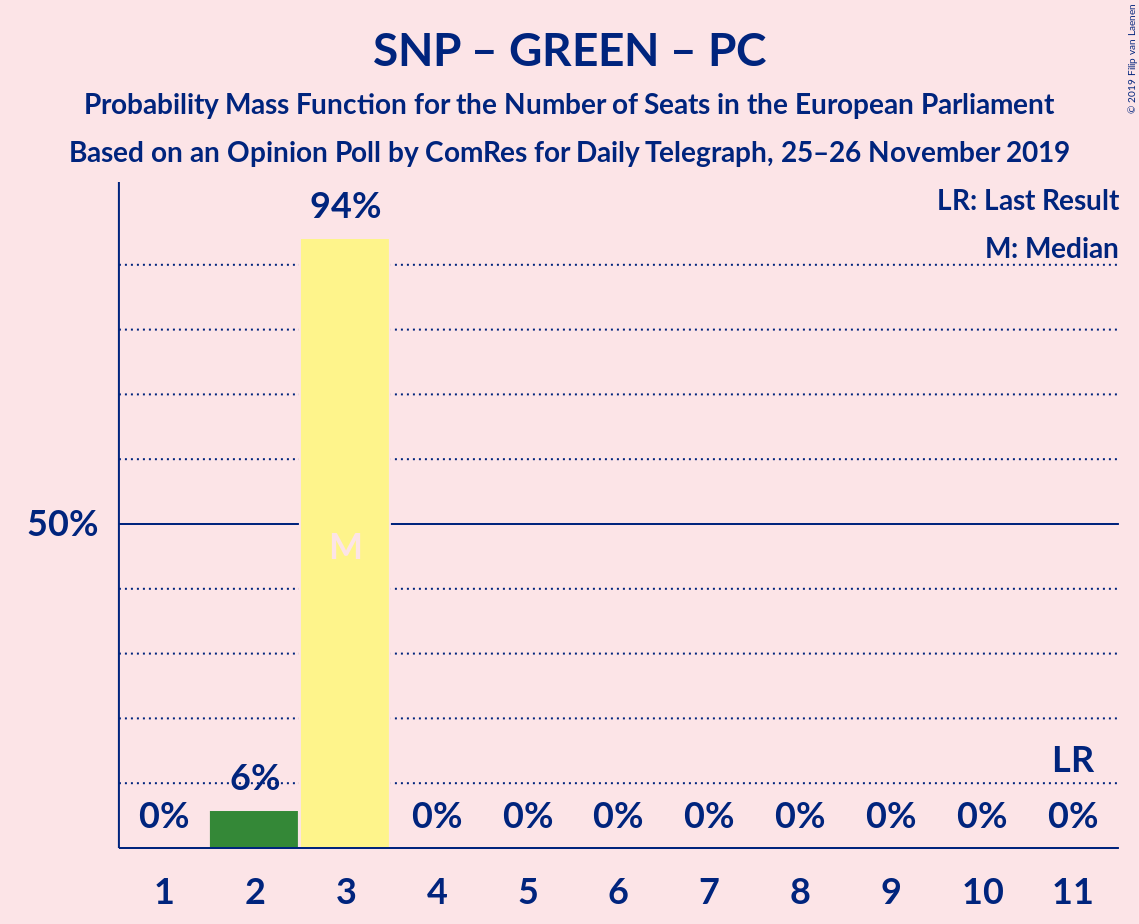 SNP – GREEN – PC
Probability Mass Function for the Number of Seats in the European Parliament
Based on an Opinion Poll by ComRes for Daily Telegraph, 25–26 November 2019
© 2019 Filip van Laenen
LR: Last Result
M: Median
94%
50%
M
LR
6%
0% 0% 0% 0% 0% 0% 0% 0% 0%
1 2 3 4 5 6 7 8 9 10 11